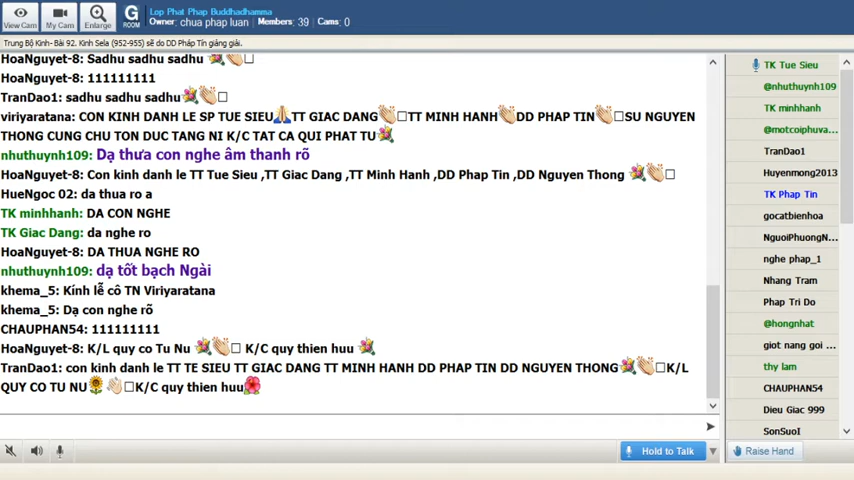 View Cam
My Cam
Enlarge
G
ROOM
Lop Phat Phap Buddhadhamma
Owner: chua phap luan Members: 39 Cams: 0
Trung Bộ Kinh- Bài 92. Kinh Sela (952-955) sẽ do DD Pháp Tín giảng giải.
HoaNguyet-8: Sadhu sadhu sadhu 💐👏□
HoaNguyet-8: 111111111
TranDao1: sadhu sadhu sadhu💐👏□
viriyaratana: CON KINH DANH LE SP TUE SIEU🙏TT GIAC DANG👏□TT MINH HANH👏DD PHAP TIN👏□SU NGUYEN
THONG CUNG CHU TON DUC TANG NI K/C TAT CA QUI PHAT TU💐
nhuthuynh109: Dạ thưa con nghe âm thanh rõ
HoaNguyet-8: Con kinh danh le TT Tue Sieu ,TT Giac Dang ,TT Minh Hanh ,DD Phap Tin ,DD Nguyen Thong 💐👏□
HueNgoc 02: da thua ro a
TK minhhanh: DA CON NGHE
TK Giac Dang: da nghe ro
HoaNguyet-8: DA THUA NGHE RO
nhuthuynh109: dạ tốt bạch Ngài
khema_5: Kính lễ cô TN Viriyaratana
khema_5: Dạ con nghe rõ
CHAUPHAN54: 111111111
HoaNguyet-8: K/L quy co Tu Nu 💐👏□ K/C quy thien huu 💐
TranDao1: con kinh danh le TT TE SIEU TT GIAC DANG TT MINH HANH DD PHAP TIN DD NGUYEN THONG💐👏□K/L
QUY CO TU NU🌻👏□K/C quy thien huu🌺
Hold to Talk
TK Tue Sieu
@nhuthuynh109
TK minhhanh
@motcoiphuva...
TranDao1
Huyenmong2013
TK Phap Tin
gocatbienhoa
NguoiPhuongN...
nghe phap_1
Nhang Tram
Phap Tri Do
@hongnhat
giot nang goi ...
thy lam
CHAUPHAN54
Dieu Giac 999
SonSuoI
Raise Hand